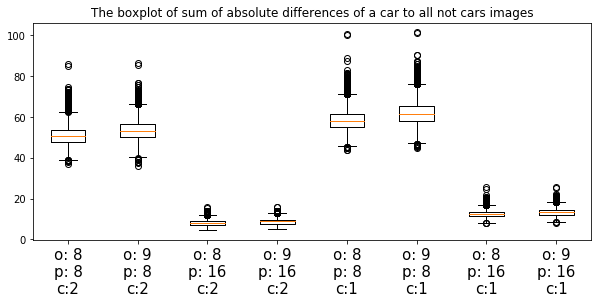 The boxplot of sum of absolute differences of a car to all not cars images
100
80
60
40
20
0
o: 8 o: 9 o: 8 o: 9 o: 8 o: 9 o: 8 o: 9
p: 8 p: 8 p: 16 p: 16 p: 8 p: 8 p: 16 p: 16
c:2 c:2 c:2 c:2 c:1 c:1 c:1 c:1